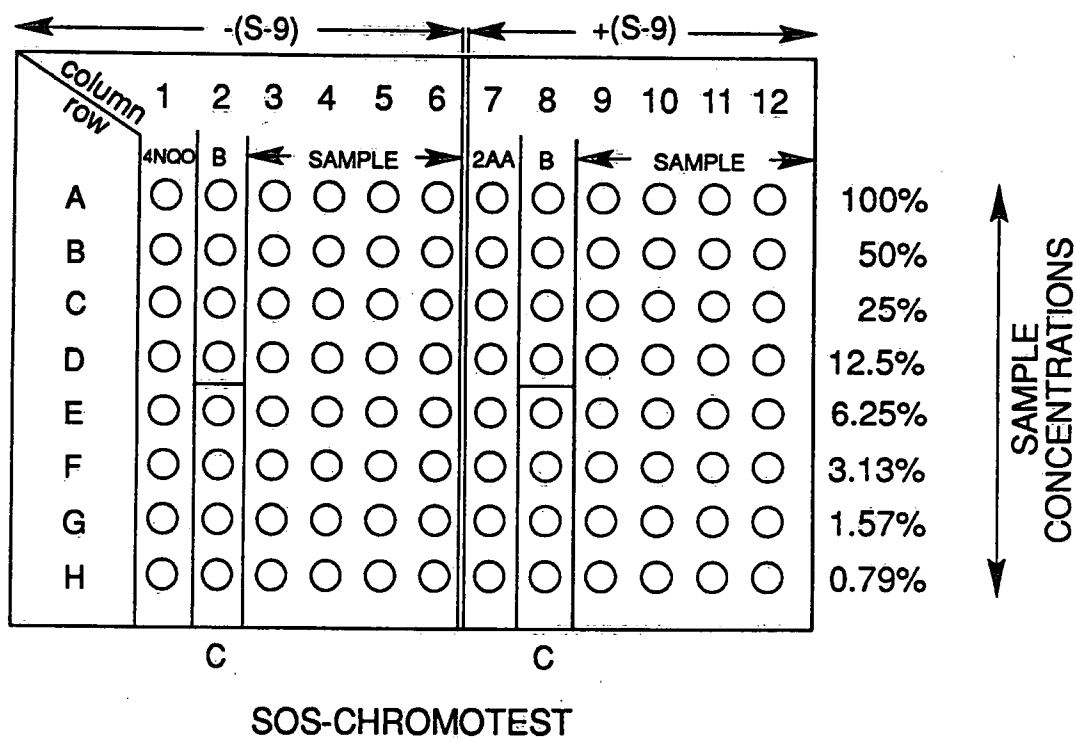 -(S-9) +(S-9)
column
row
1 2 3 4 5 6 7 8 9 10 11 12
4NQO B SAMPLE 2AA B SAMPLE
A 100%
B 50%
C 25%
D 12.5%
E 6.25%
F 3.13%
G 1.57%
H 0.79%
SAMPLE
CONCENTRATIONS
C C
SOS-CHROMOTEST